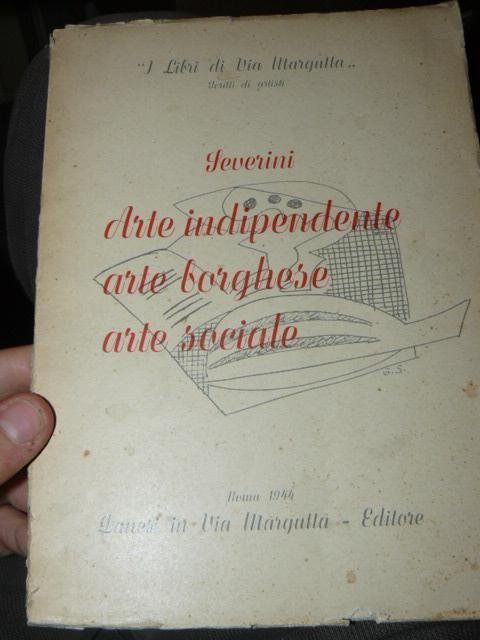 "I Libri di Via Margutta„
Scritti di artisti
Severini
Arte indipendente
arte borghese
arte sociale
G.S.
Roma 1944
Danesi in Via Margutta - Editore